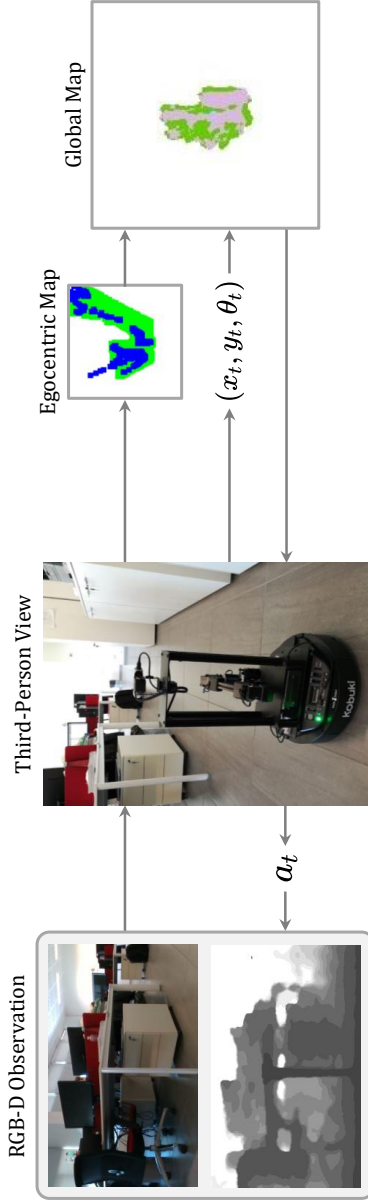 RGB-D Observation
Third-Person View
Egocentric Map
Global Map
a_t
(x_t, y_t, θ_t)
Kobuki